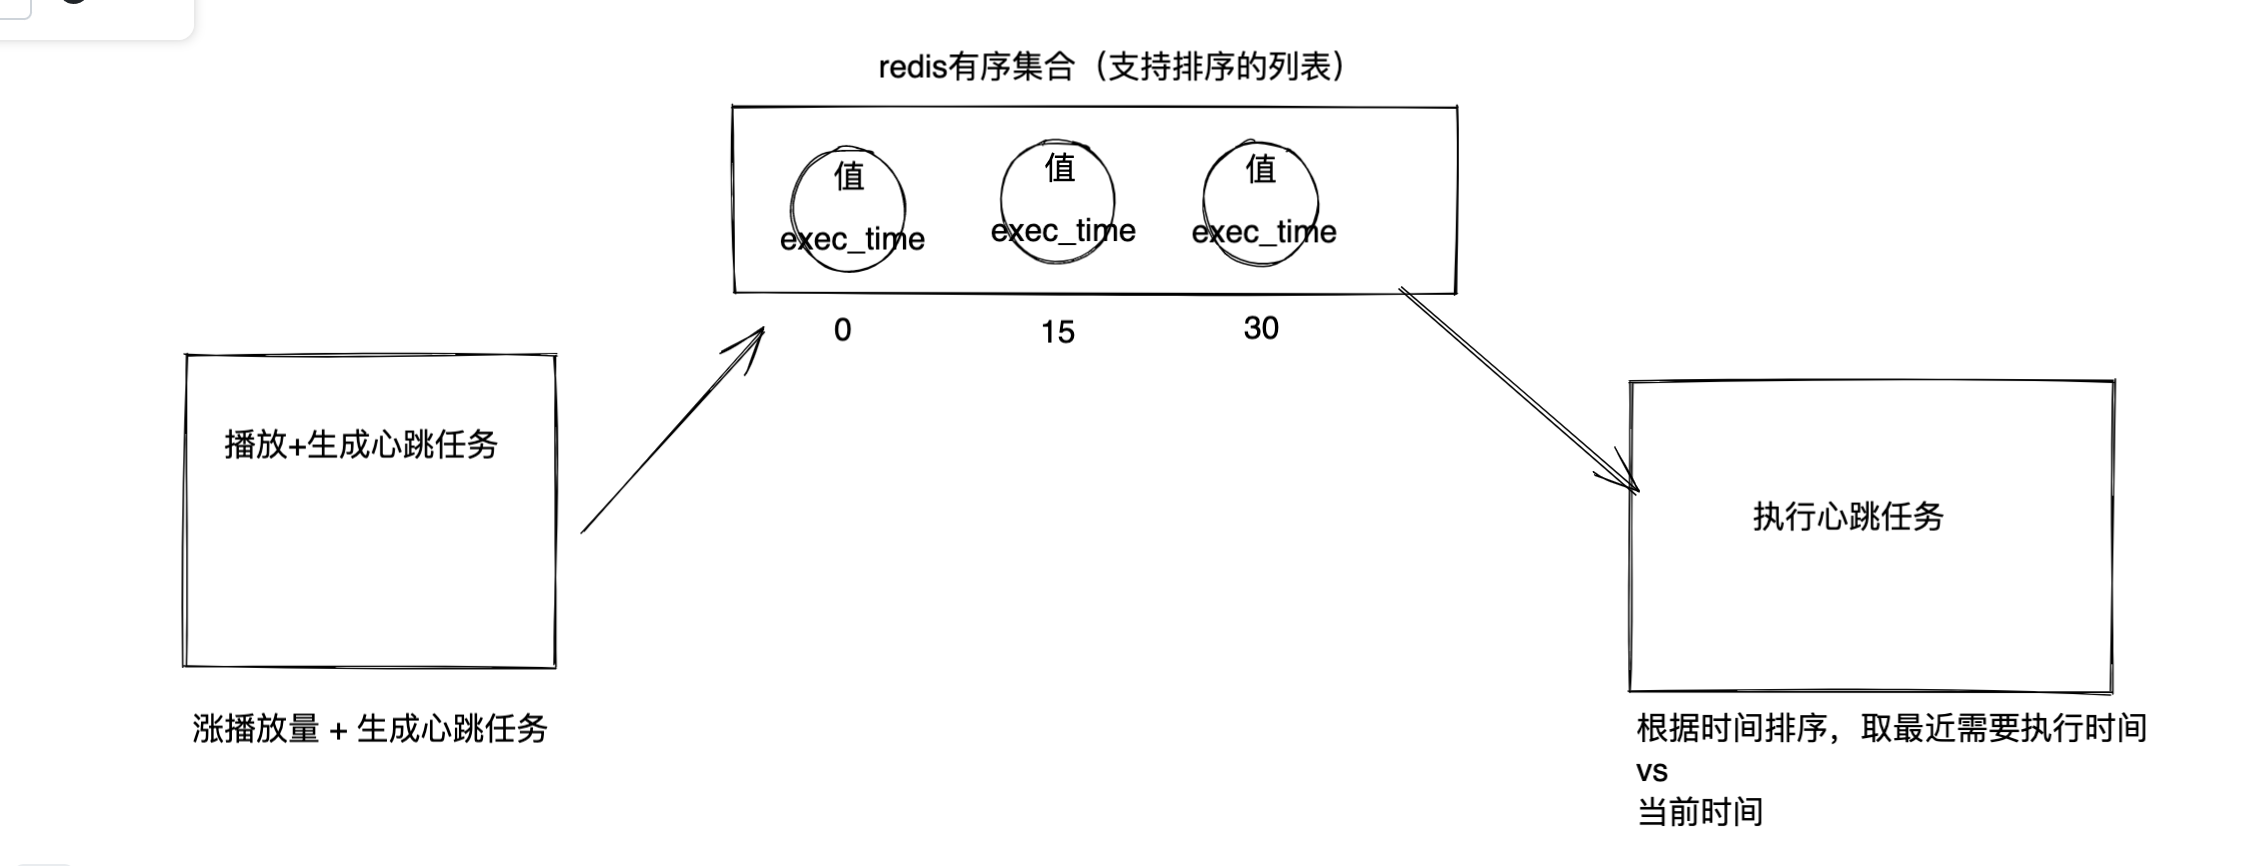 redis有序集合（支持排序的列表）
值
值
值
exec_time
exec_time
exec_time
0
15
30
播放+生成心跳任务
涨播放量 + 生成心跳任务
执行心跳任务
根据时间排序，取最近需要执行时间
vs
当前时间